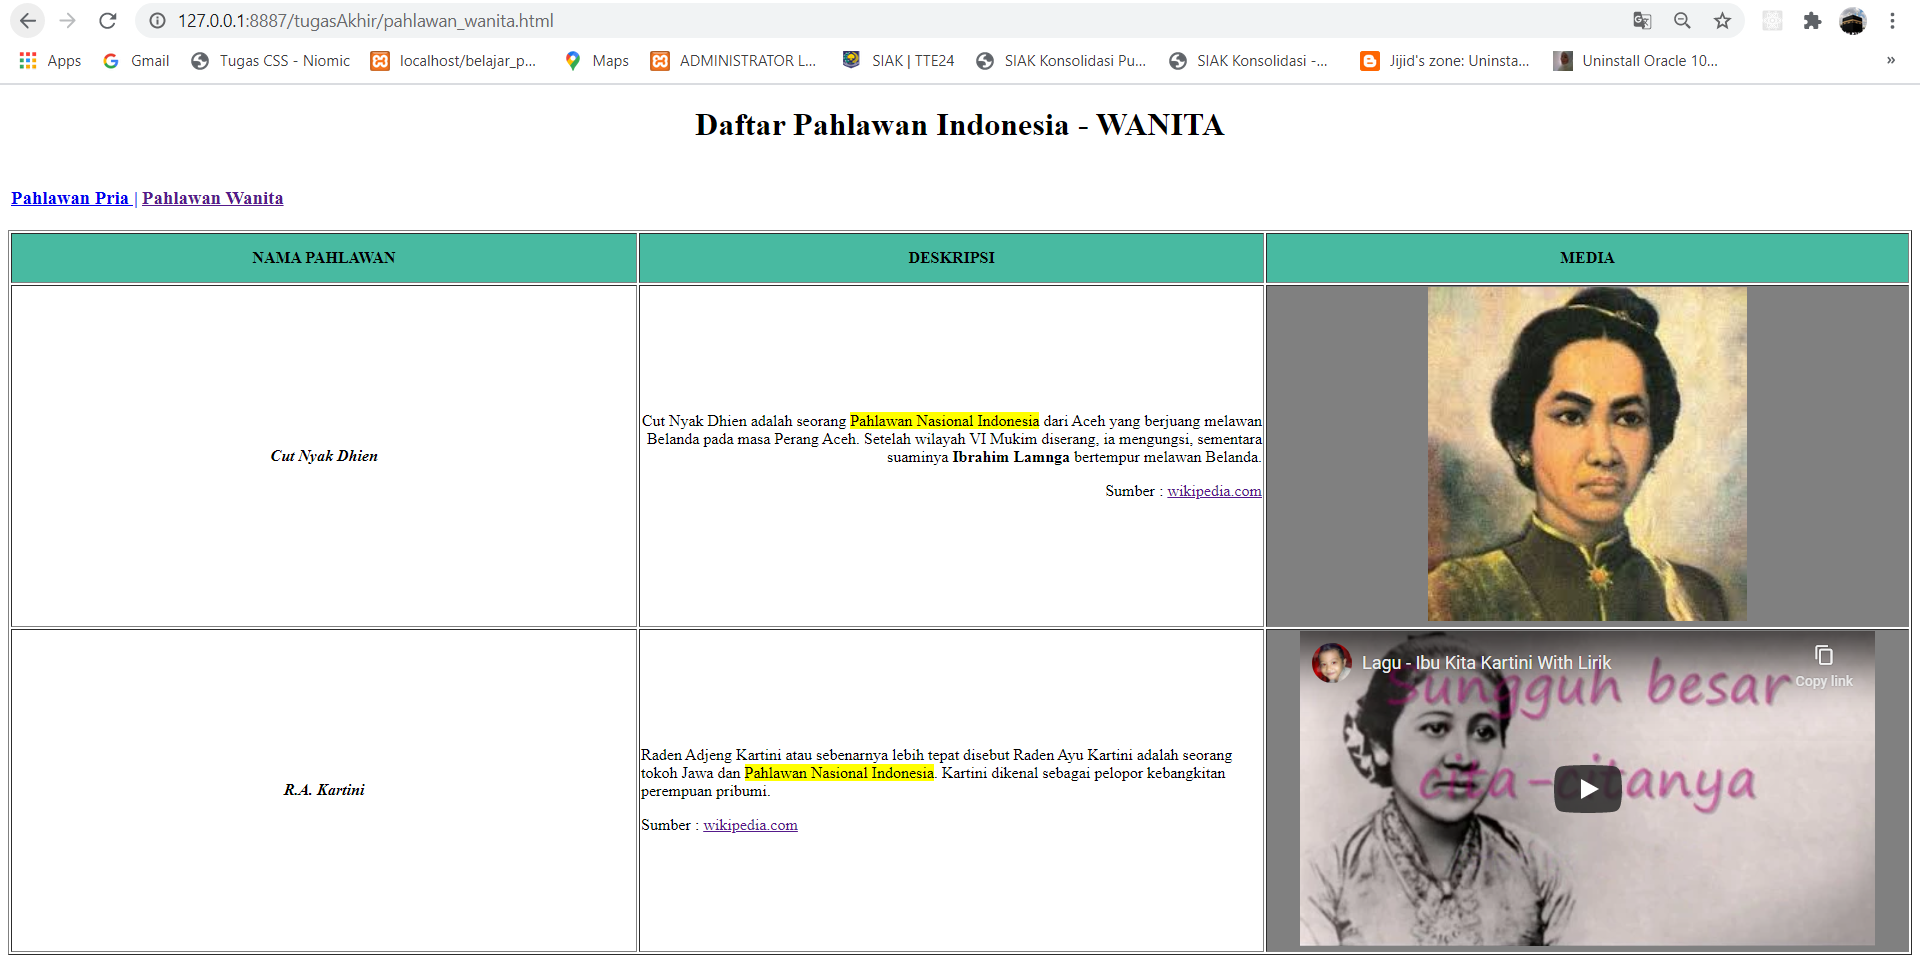 127.0.0.1:8887/tugasAkhir/pahlawan_wanita.html
Apps Gmail Tugas CSS - Niomic localhost/belajar_p... Maps ADMINISTRATOR L... SIAK | TTE24 SIAK Konsolidasi Pu... SIAK Konsolidasi -... Jijid's zone: Uninsta... Uninstall Oracle 10... »
Daftar Pahlawan Indonesia - WANITA
Pahlawan Pria | Pahlawan Wanita
NAMA PAHLAWAN DESKRIPSI MEDIA
Cut Nyak Dhien
Cut Nyak Dhien adalah seorang Pahlawan Nasional Indonesia dari Aceh yang berjuang melawan
Belanda pada masa Perang Aceh. Setelah wilayah VI Mukim diserang, ia mengungsi, sementara
suaminya Ibrahim Lamnga bertempur melawan Belanda.
Sumber : wikipedia.com
R.A. Kartini
Raden Adjeng Kartini atau sebenarnya lebih tepat disebut Raden Ayu Kartini adalah seorang
tokoh Jawa dan Pahlawan Nasional Indonesia. Kartini dikenal sebagai pelopor kebangkitan
perempuan pribumi.
Sumber : wikipedia.com
Lagu - Ibu Kita Kartini With Lirik
Copy link
Sungguh besar
cita-citanya